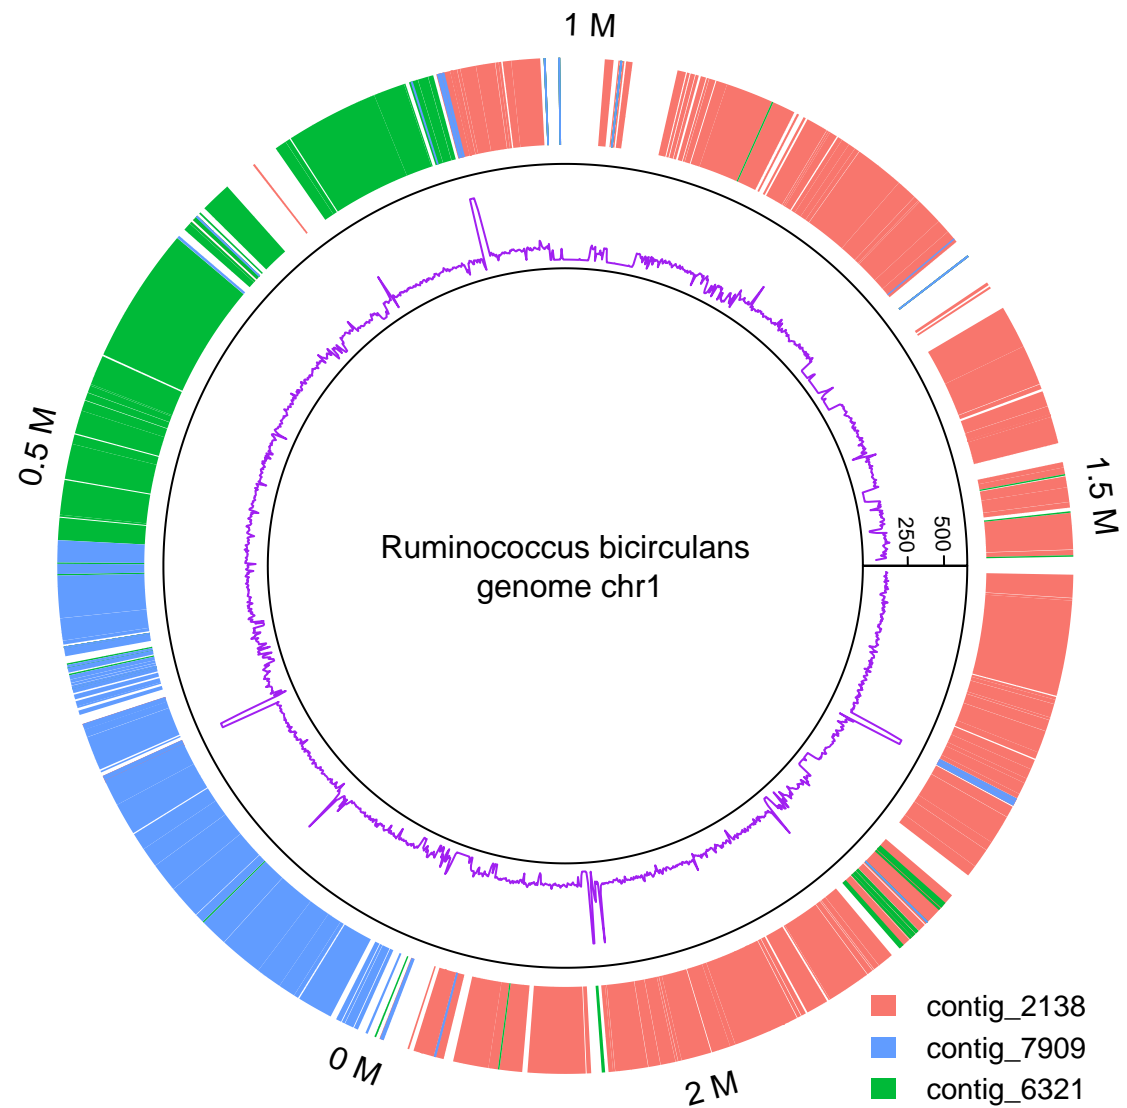 1 M
0.5 M
1.5 M
250
500
Ruminococcus bicirculans
genome chr1
0 M
2 M
contig_2138
contig_7909
contig_6321